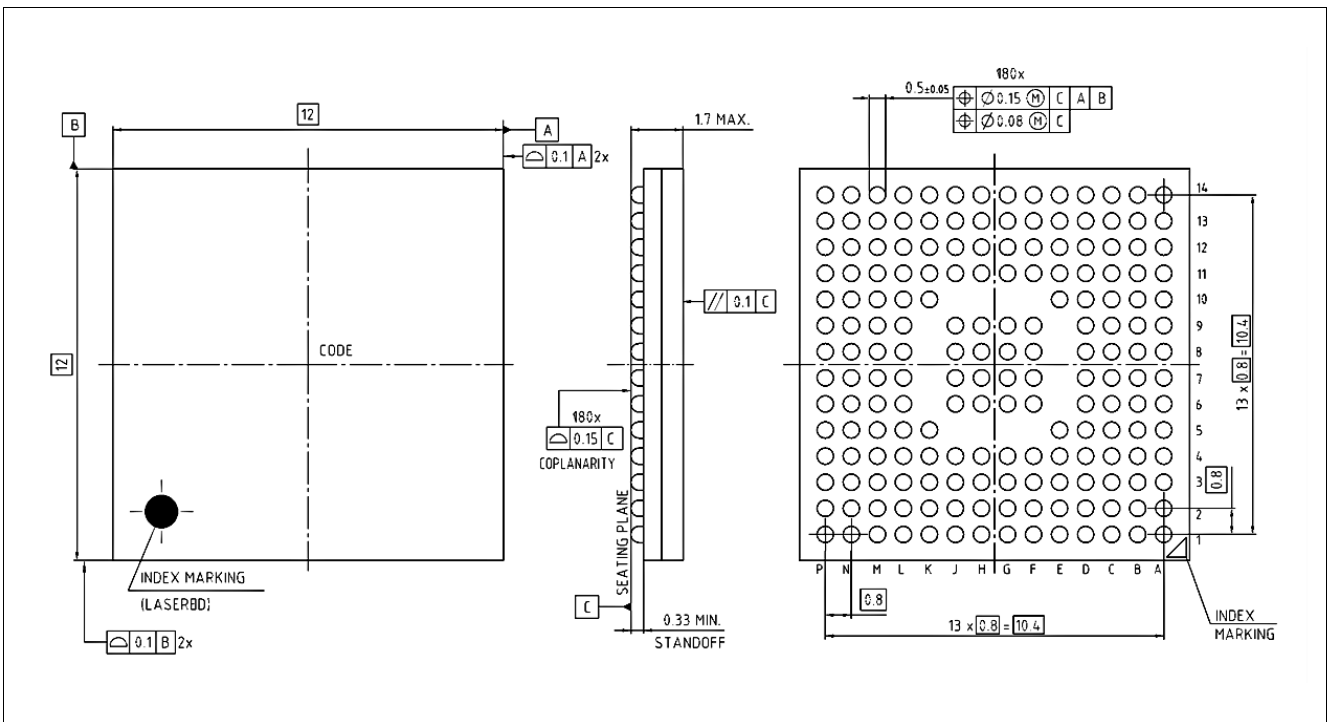 12
B
A
⌓ 0.1 A 2x
12
CODE
INDEX MARKING
(LASERED)
⌓ 0.1 B 2x
1.7 MAX.
// 0.1 C
180x
⌓ 0.15 C
COPLANARITY
SEATING PLANE
C
0.33 MIN.
STANDOFF
180x
0.5±0.05
⌖ Ø0.15 Ⓜ C A B
⌖ Ø0.08 Ⓜ C
14
13
12
11
10
9
8
7
6
5
4
3
2
1
13 x 0.8 = 10.4
0.8
P N M L K J H G F E D C B A
0.8
13 x 0.8 = 10.4
INDEX
MARKING